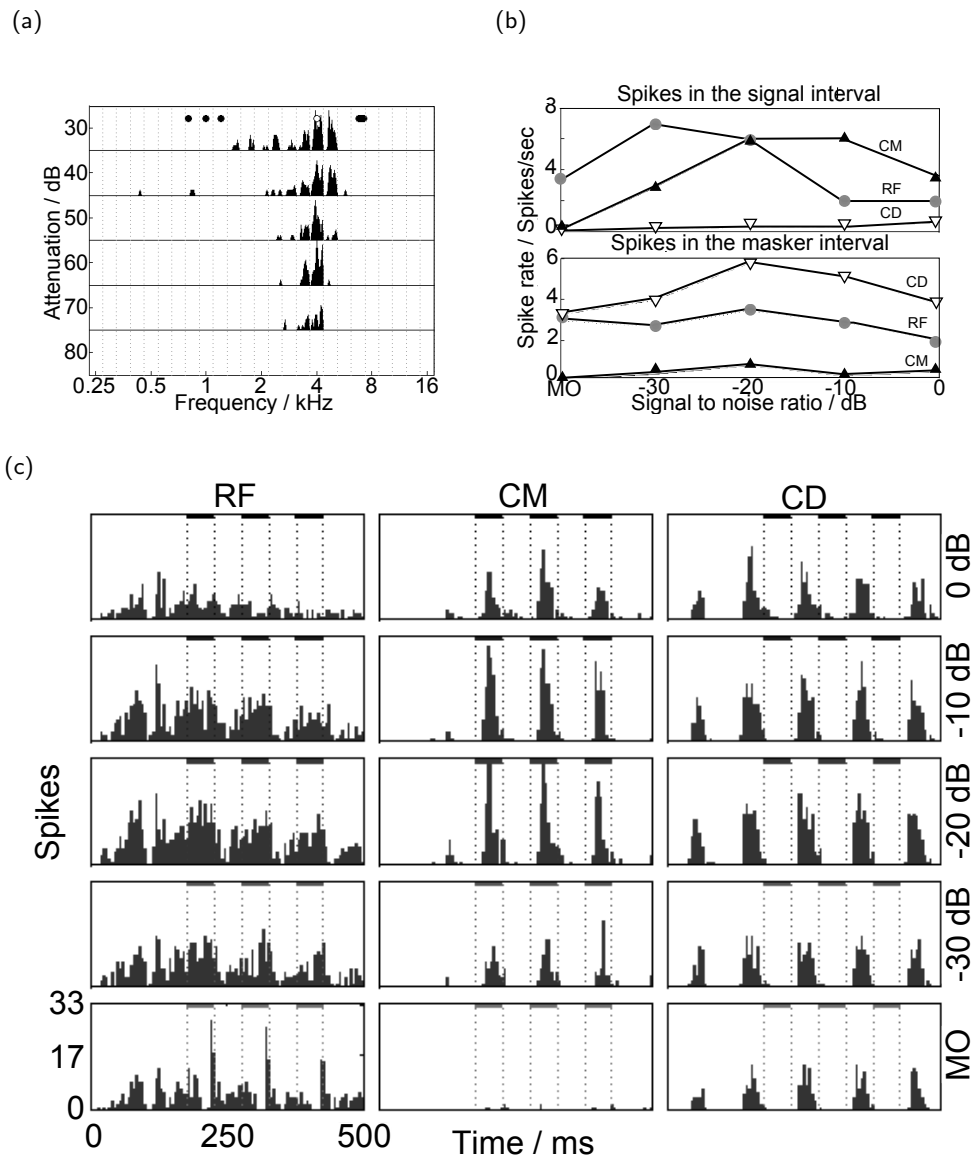 (a)
30
40
50
60
70
80
Attenuation / dB
0.25 0.5 1 2 4 8 16
Frequency / kHz
(b)
Spikes in the signal interval
8
4
0
CM
RF
CD
Spikes in the masker interval
6
4
2
0
CD
RF
CM
Spike rate / Spikes/sec
MO -30 -20 -10 0
Signal to noise ratio / dB
(c)
RF CM CD
0 dB
-10 dB
-20 dB
-30 dB
MO
Spikes
33
17
0
0 250 500
Time / ms